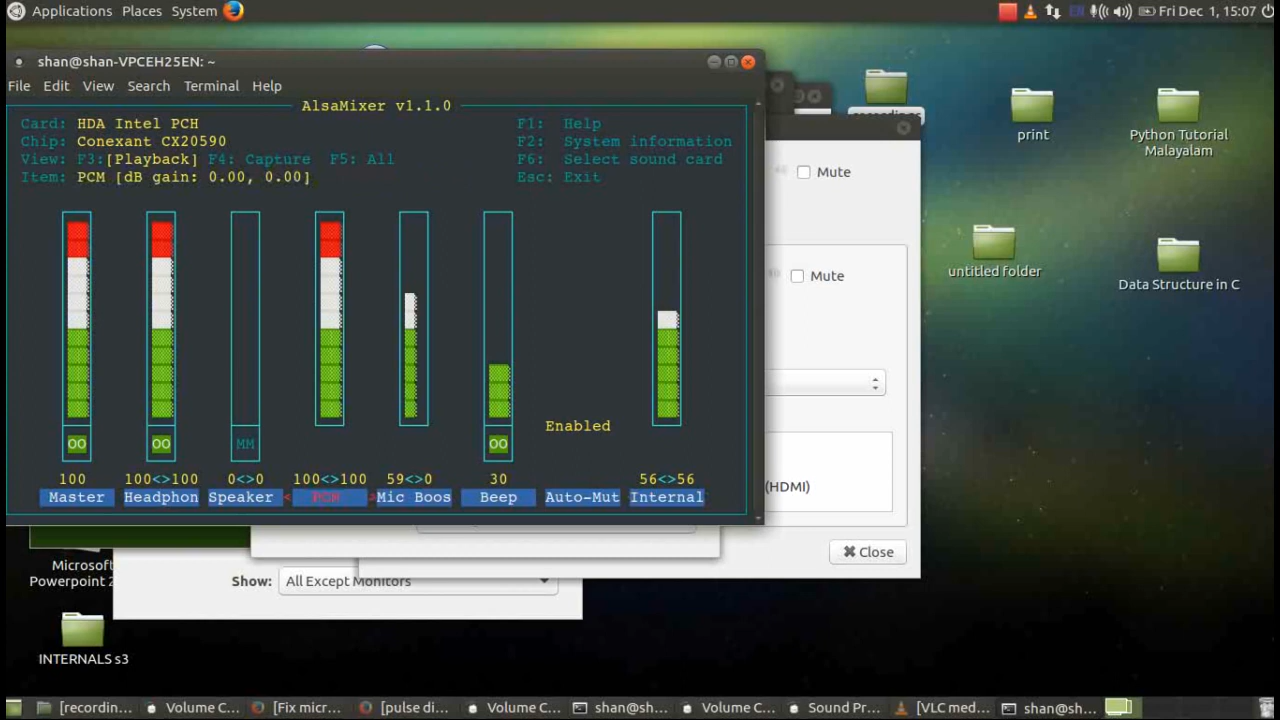 Applications Places System
Fri Dec 1, 15:07
shan@shan-VPCEH25EN: ~
File Edit View Search Terminal Help
AlsaMixer v1.1.0
Card: HDA Intel PCH F1: Help
Chip: Conexant CX20590 F2: System information
View: F3:[Playback] F4: Capture F5: All F6: Select sound card
Item: PCM [dB gain: 0.00, 0.00] Esc: Exit
OO OO MM OO
Enabled
100 100<>100 0<>0 100<>100 59<>0 30 56<>56
Master Headphon Speaker < PCM > Mic Boos Beep Auto-Mut Internal
Mute
Mute
(HDMI)
Close
Show: All Except Monitors
print
Python Tutorial
Malayalam
untitled folder
Data Structure in C
Microsoft
Powerpoint 2
INTERNALS s3
[recordin... Volume C... [Fix micr... [pulse di... Volume C... shan@sh... Volume C... Sound Pr... [VLC med... shan@sh...